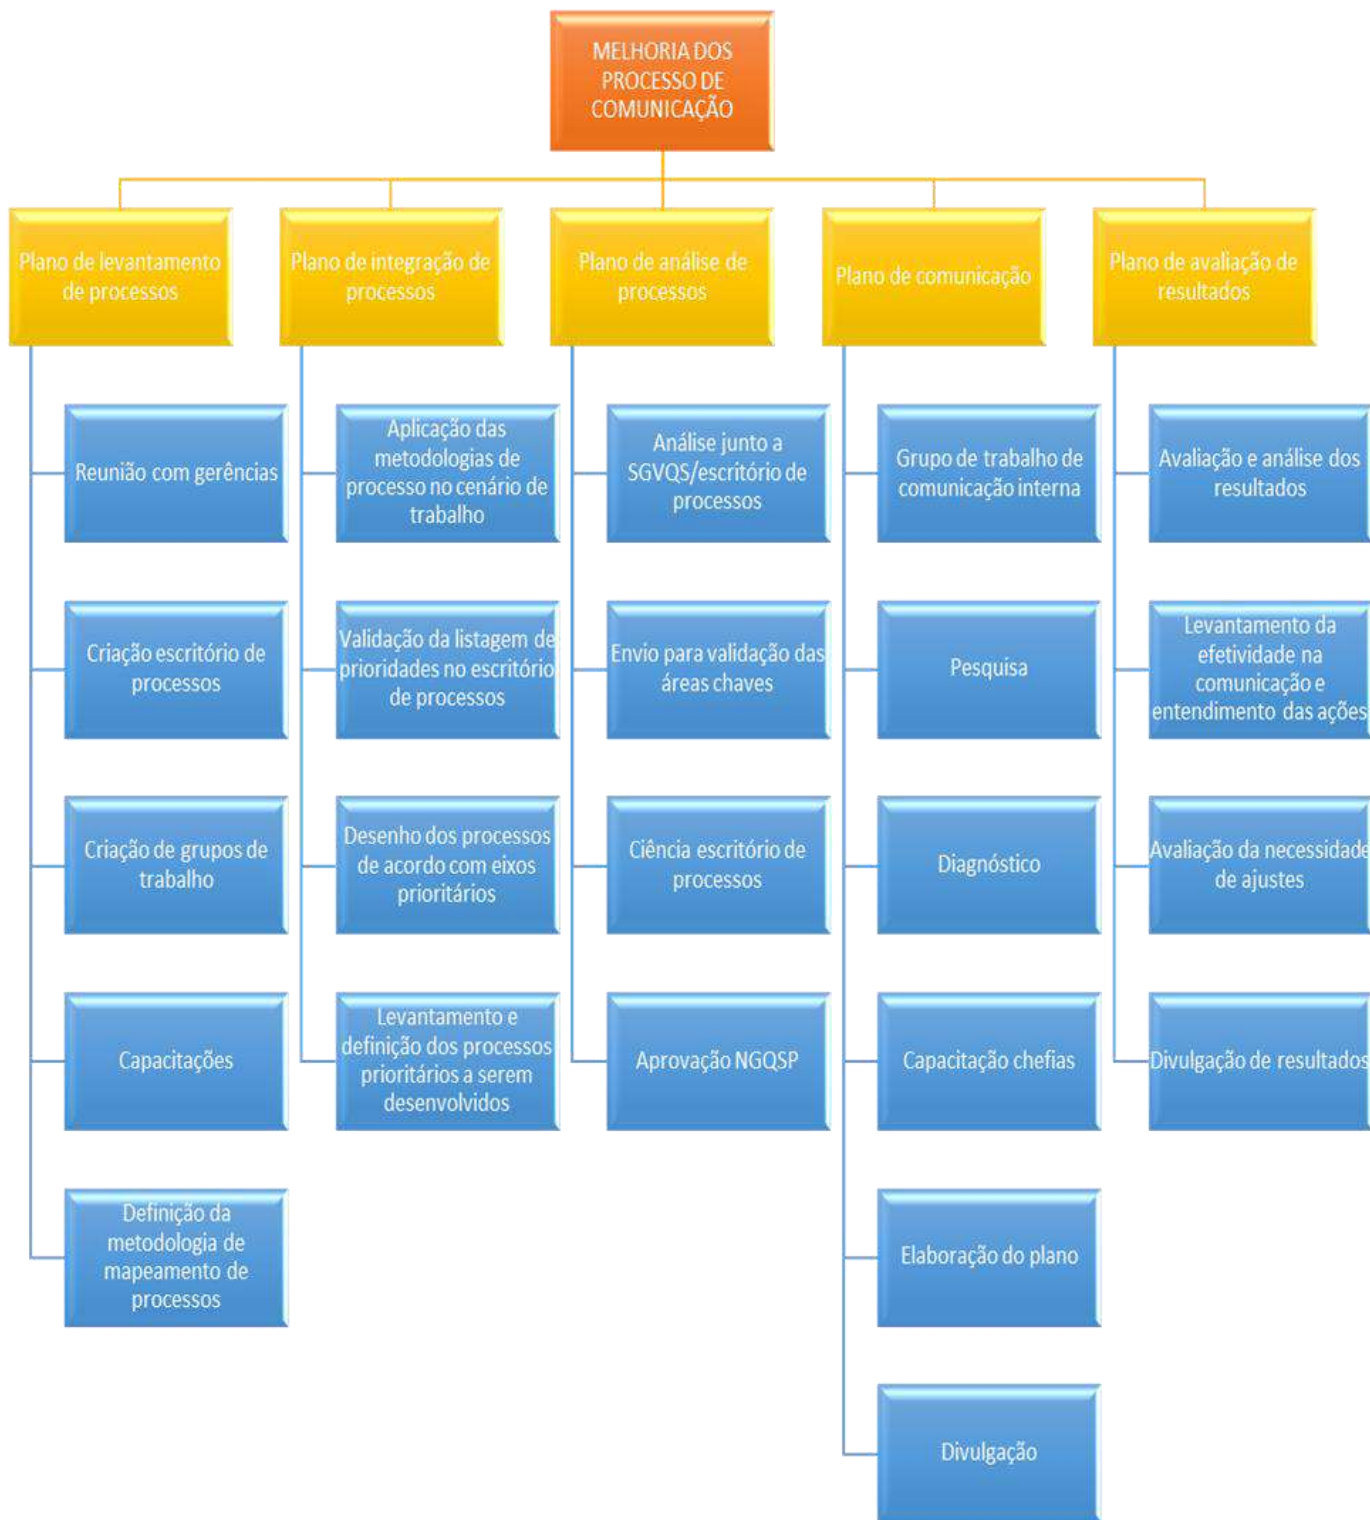 MELHORIA DOS
PROCESSO DE
COMUNICAÇÃO
Plano de levantamento
de processos
Reunião com gerências
Criação escritório de
processos
Criação de grupos de
trabalho
Capacitações
Definição da
metodologia de
mapeamento de
processos
Plano de integração de
processos
Aplicação das
metodologias de
processo no cenário de
trabalho
Validação da listagem de
prioridades no escritório
de processos
Desenho dos processos
de acordo com eixos
prioritários
Levantamento e
definição dos processos
prioritários a serem
desenvolvidos
Plano de análise de
processos
Análise junto a
SGVQS/escritório de
processos
Envio para validação das
áreas chaves
Ciência escritório de
processos
Aprovação NGQSP
Plano de comunicação
Grupo de trabalho de
comunicação interna
Pesquisa
Diagnóstico
Capacitação chefias
Elaboração do plano
Divulgação
Plano de avaliação de
resultados
Avaliação e análise dos
resultados
Levantamento da
efetividade na
comunicação e
entendimento das ações
Avaliação da necessidade
de ajustes
Divulgação de resultados